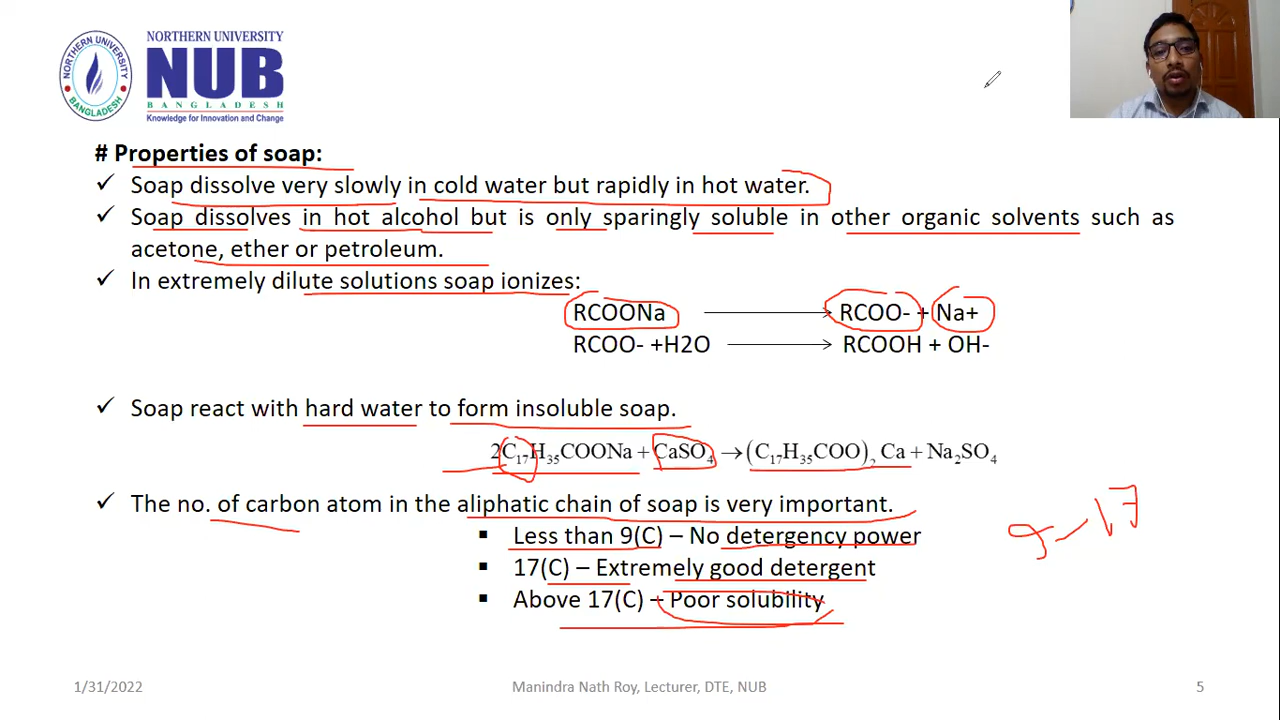 NORTHERN UNIVERSITY
BANGLADESH
NORTHERN UNIVERSITY
NUB
BANGLADESH
Knowledge for Innovation and Change
# Properties of soap:
✓ Soap dissolve very slowly in cold water but rapidly in hot water.
✓ Soap dissolves in hot alcohol but is only sparingly soluble in other organic solvents such as
acetone, ether or petroleum.
✓ In extremely dilute solutions soap ionizes:
RCOONa → RCOO- + Na+
RCOO- +H2O → RCOOH + OH-
✓ Soap react with hard water to form insoluble soap.
2C₁₇H₃₅COONa + CaSO₄ → (C₁₇H₃₅COO)₂ Ca + Na₂SO₄
✓ The no. of carbon atom in the aliphatic chain of soap is very important.
▪ Less than 9(C) – No detergency power
▪ 17(C) – Extremely good detergent
▪ Above 17(C) – Poor solubility
9-17
1/31/2022
Manindra Nath Roy, Lecturer, DTE, NUB
5